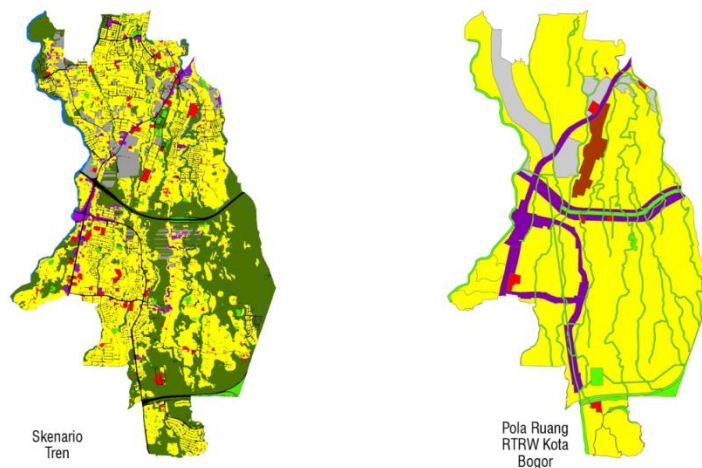 Skenario
Tren
Pola Ruang
RTRW Kota
Bogor